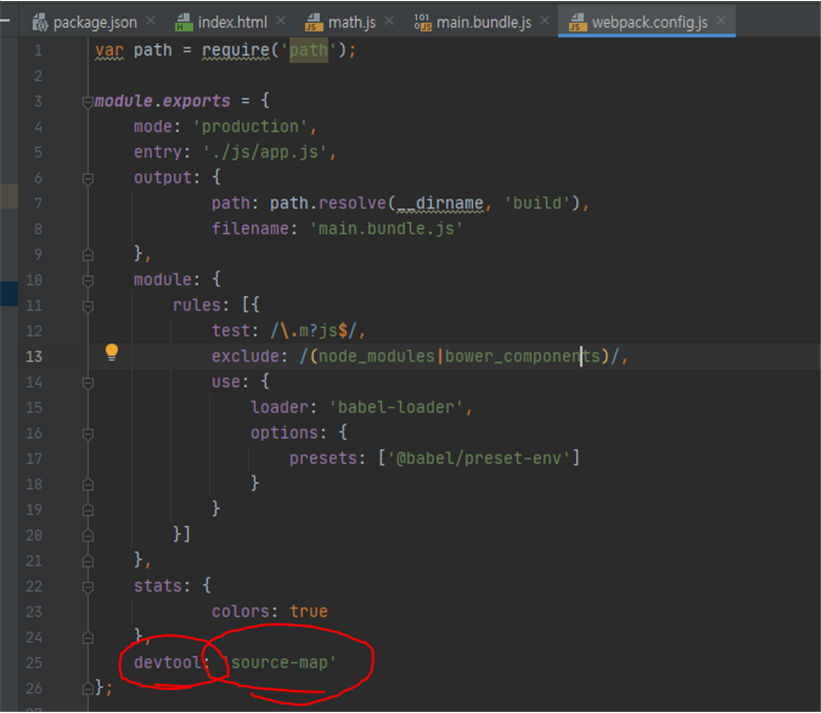 package.json index.html math.js main.bundle.js webpack.config.js
1 var path = require('path');
2
3 module.exports = {
4 mode: 'production',
5 entry: './js/app.js',
6 output: {
7 path: path.resolve(__dirname, 'build'),
8 filename: 'main.bundle.js'
9 },
10 module: {
11 rules: [{
12 test: /\.m?js$/,
13 exclude: /(node_modules|bower_components)/,
14 use: {
15 loader: 'babel-loader',
16 options: {
17 presets: ['@babel/preset-env']
18 }
19 }
20 }]
21 },
22 stats: {
23 colors: true
24 },
25 devtool: 'source-map'
26 };
27